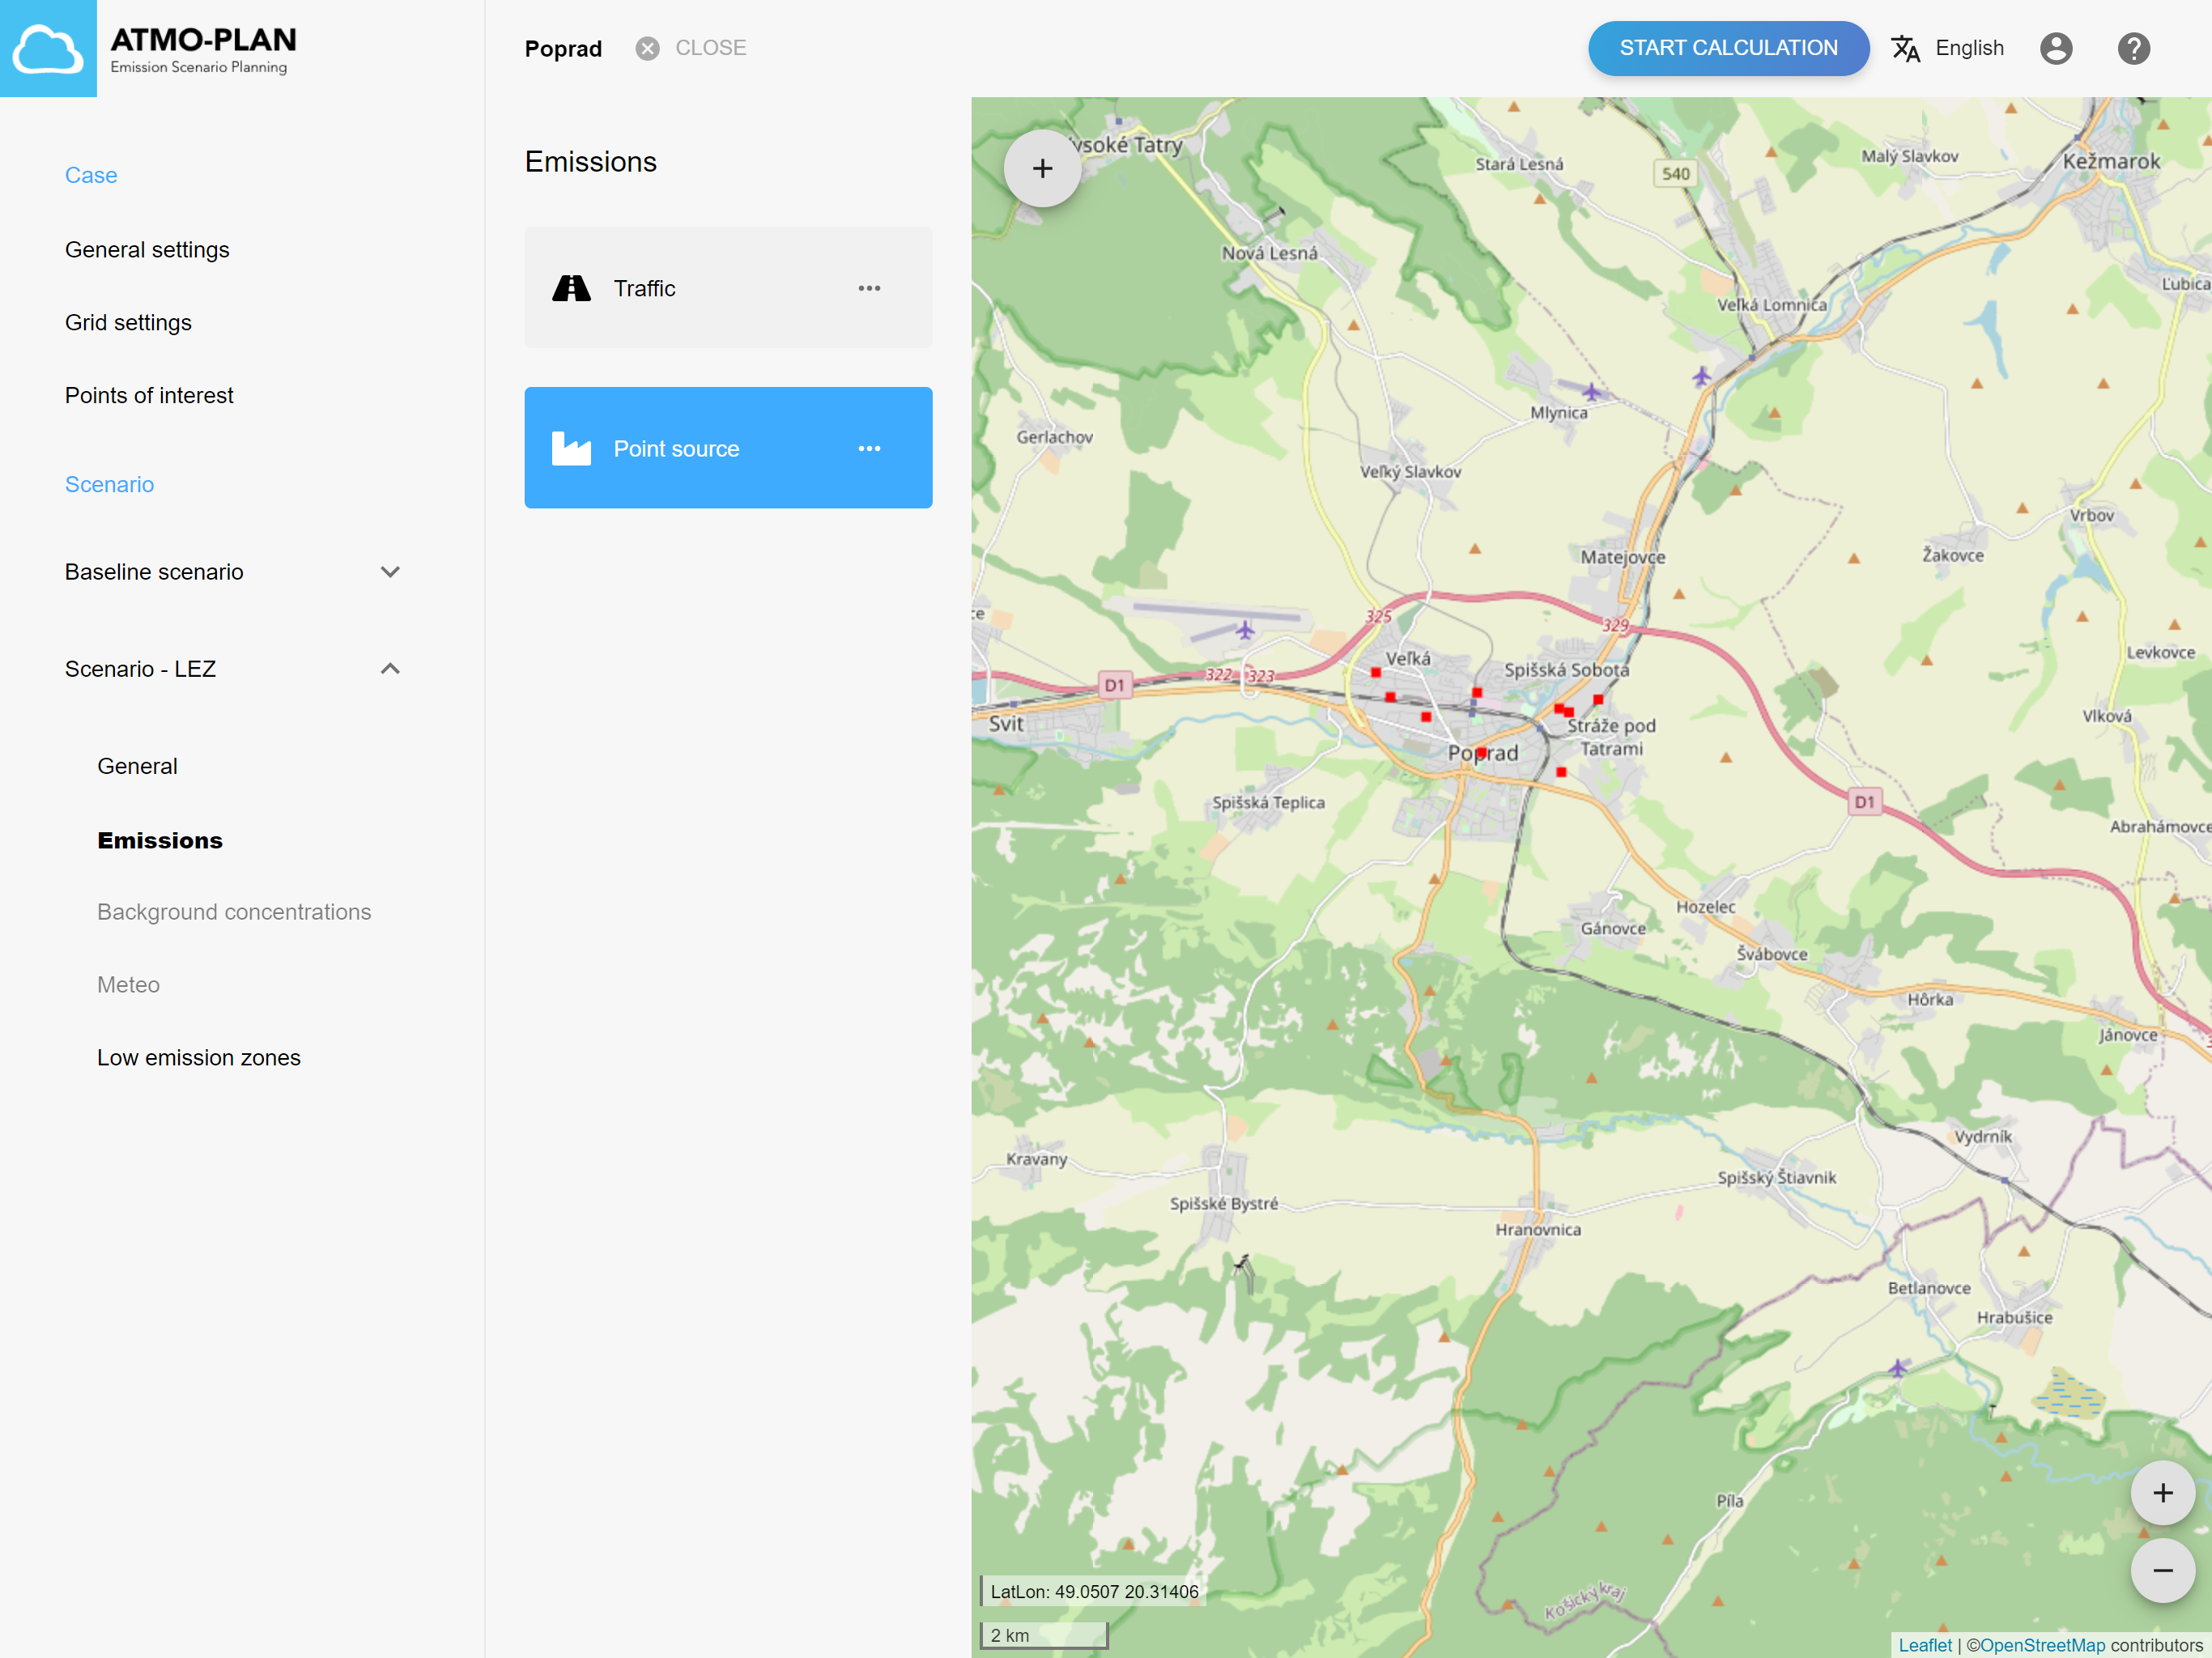 ATMO-PLAN
Emission Scenario Planning
Poprad
CLOSE
START CALCULATION
English
Case
General settings
Grid settings
Points of interest
Scenario
Baseline scenario
Scenario - LEZ
General
Emissions
Background concentrations
Meteo
Low emission zones
Emissions
Traffic
Point source
Stará Lesná
540
Malý Slavkov
Kežmarok
Nová Lesná
Veľká Lomnica
Ľubica
Mlynica
Gerlachov
Veľký Slavkov
Vrbov
Žakovce
Matejovce
325
329
Veľká
Spišská Sobota
Levkovce
D1
322
323
Svit
Stráže pod
Tatrami
Vlková
Poprad
Spišská Teplica
D1
Abrahámovce
Hozelec
Gánovce
Švábovce
Hôrka
Jánovce
Vydrník
Kravany
Spišský Štiavnik
Spišské Bystré
Hranovnica
Betlanovce
Hrabušice
Píla
Košický kraj
LatLon: 49.0507 20.31406
2 km
Leaflet | ©OpenStreetMap contributors